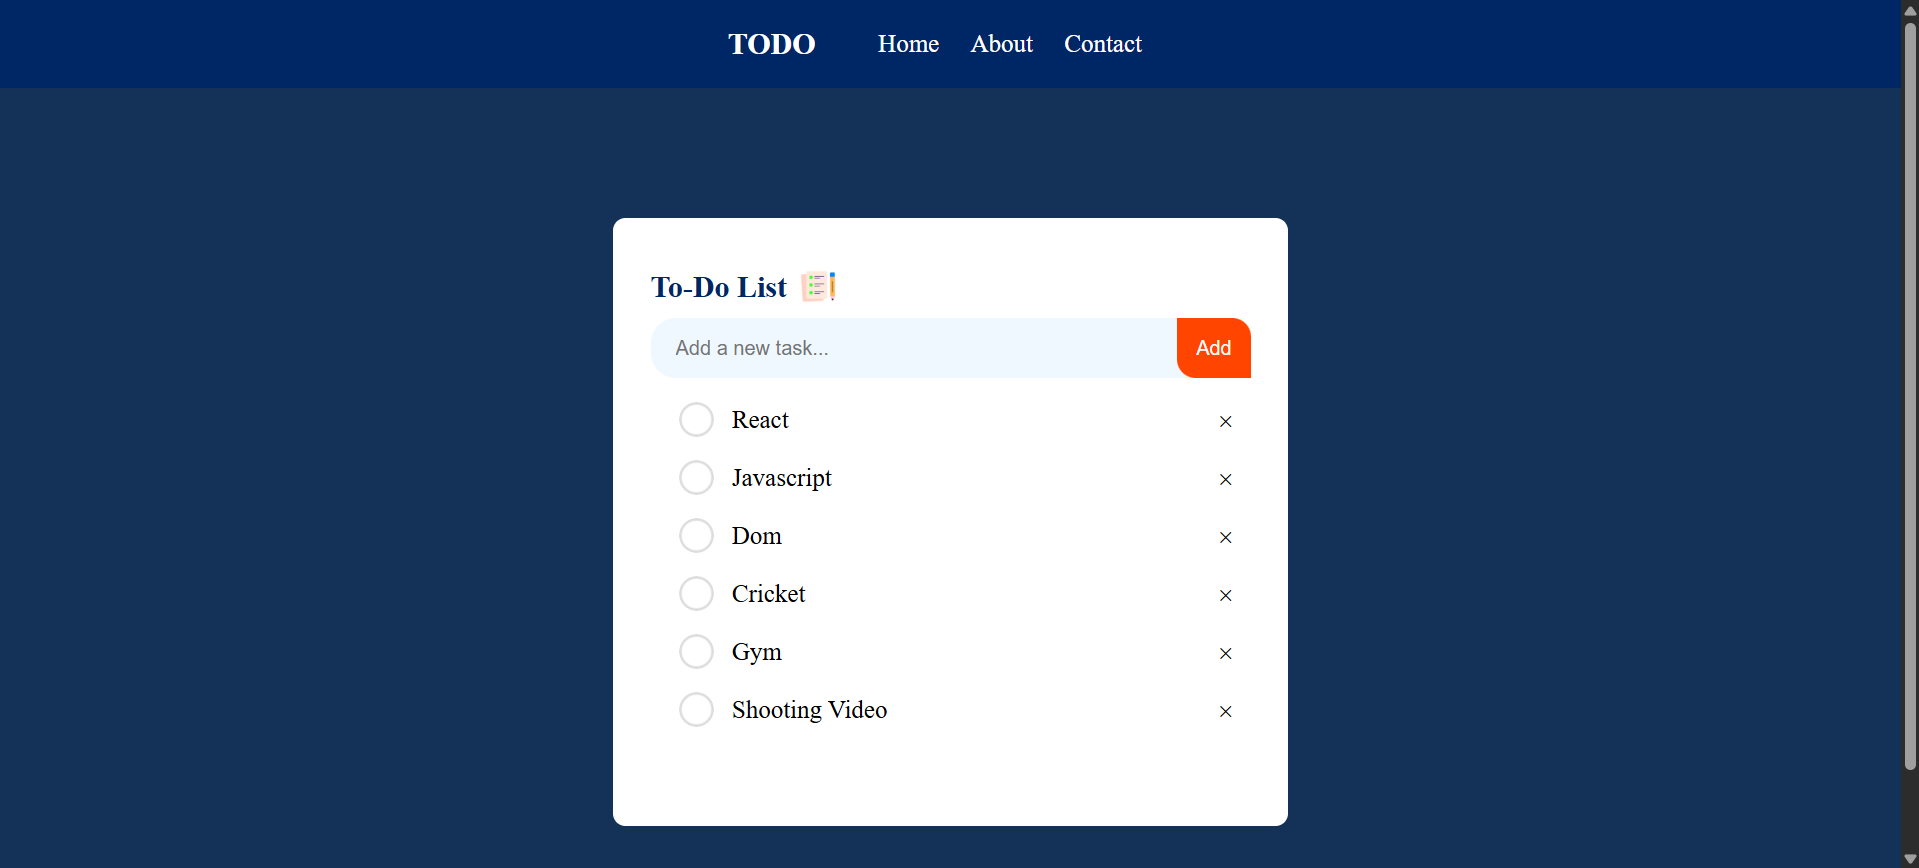 TODO Home About Contact
To-Do List
Add a new task... Add
React ×
Javascript ×
Dom ×
Cricket ×
Gym ×
Shooting Video ×